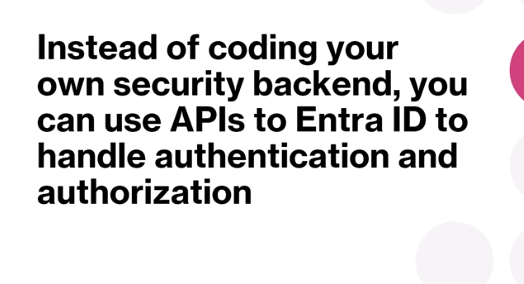 Instead of coding your
own security backend, you
can use APIs to Entra ID to
handle authentication and
authorization